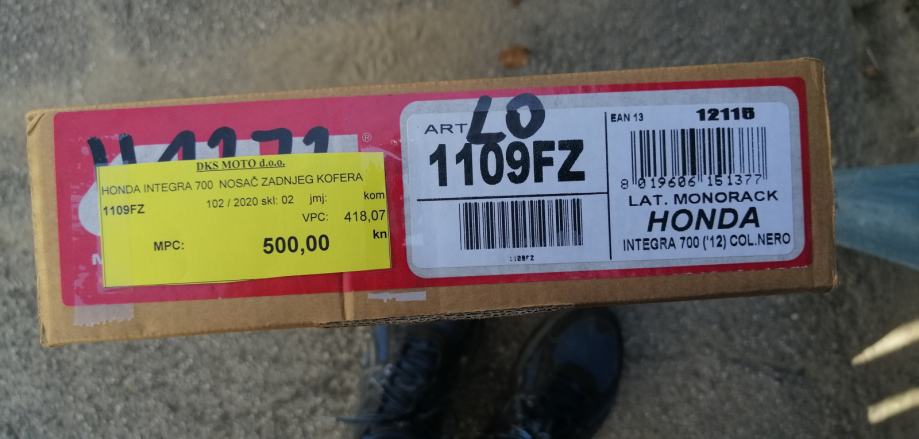 DKS MOTO d.o.o.
HONDA INTEGRA 700 NOSAČ ZADNJEG KOFERA
1109FZ 102 / 2020 skl: 02 jmj: kom
VPC: 418,07
kn
MPC: 500,00
®
LO
ART
1109FZ
1109FZ
EAN 13 12115
8 019606 151377
LAT. MONORACK
HONDA
INTEGRA 700 ('12) COL.NERO